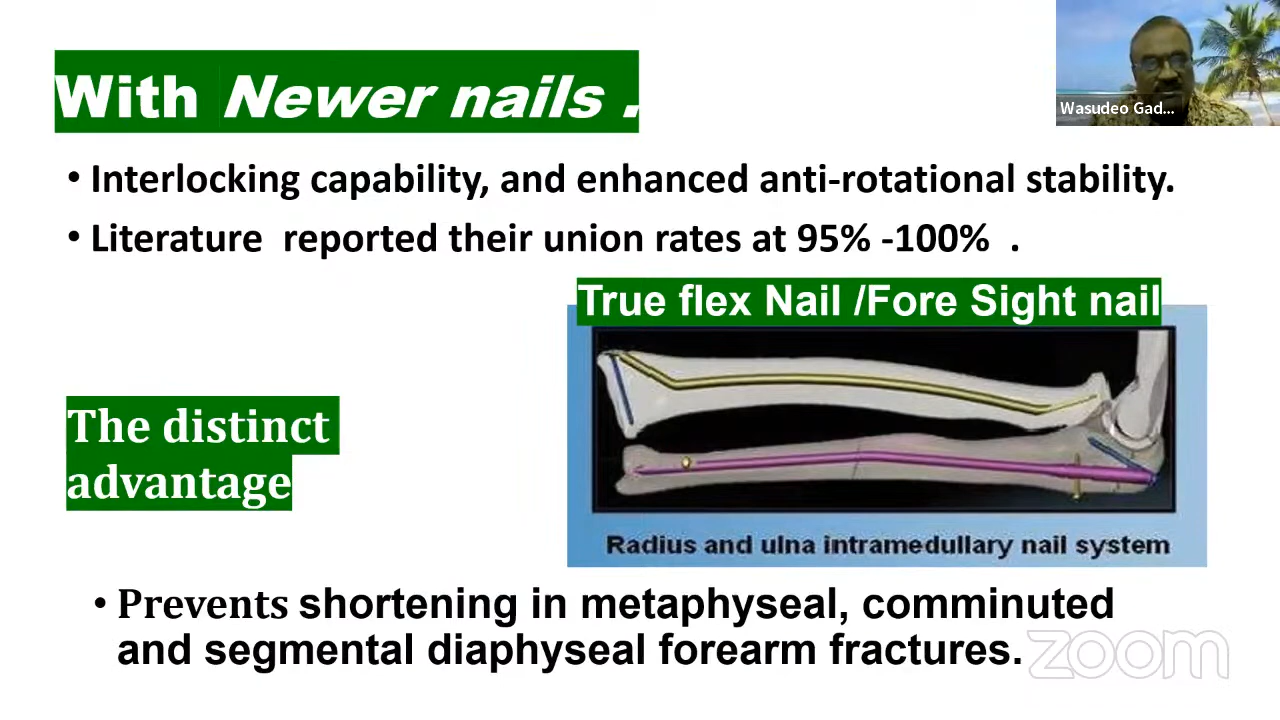 With Newer nails .
Wasudeo Gad...
• Interlocking capability, and enhanced anti-rotational stability.
• Literature reported their union rates at 95% -100% .
True flex Nail /Fore Sight nail
The distinct
advantage
Radius and ulna intramedullary nail system
• Prevents shortening in metaphyseal, comminuted
and segmental diaphyseal forearm fractures.
zoom